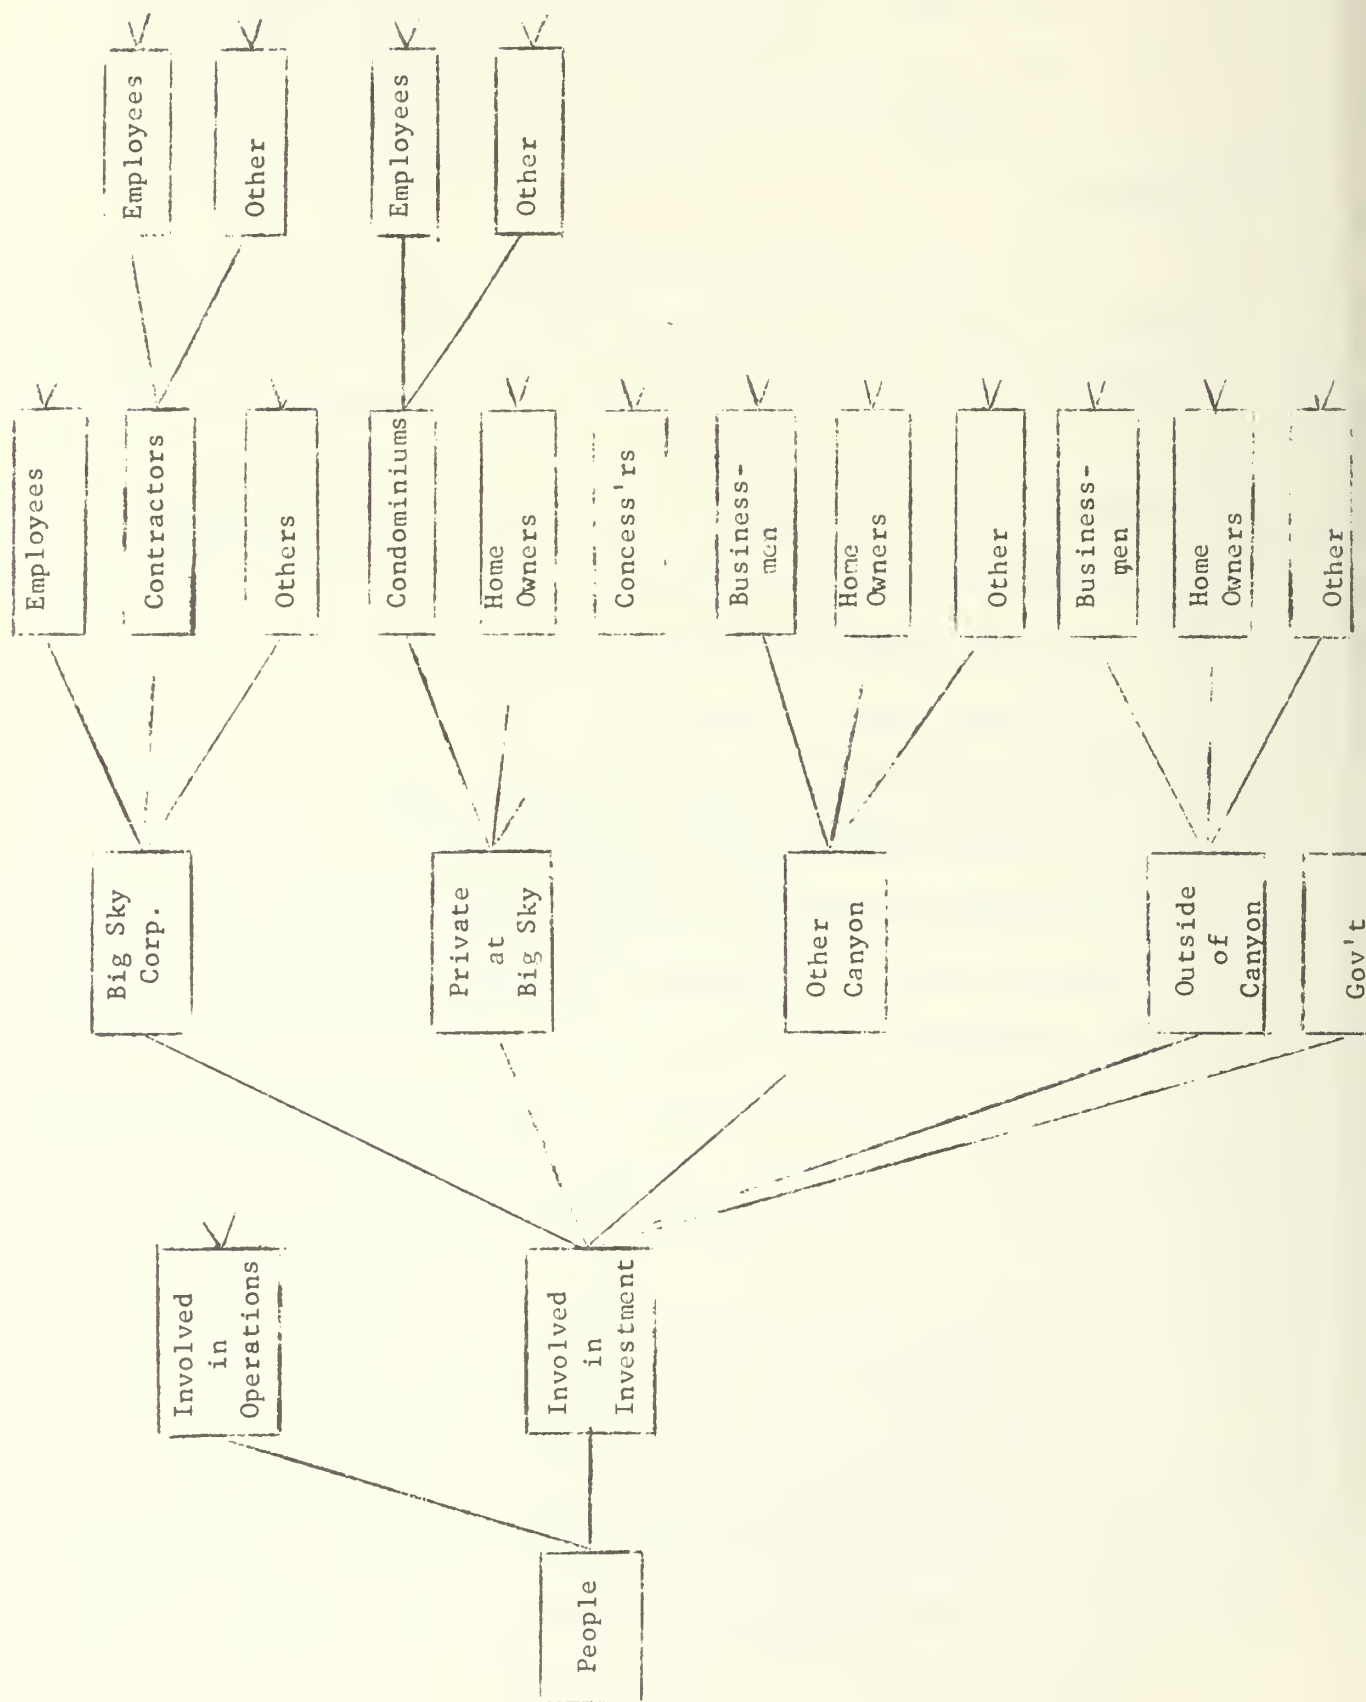 People
Involved
in
Operations
Involved
in
Investment
Big Sky
Corp.
Private
at
Big Sky
Other
Canyon
Outside
of
Canyon
Gov't
Employees
Contractors
Others
Condominiums
Home
Owners
Concess'rs
Business-
men
Home
Owners
Other
Business-
men
Home
Owners
Other
Employees
Other
Employees
Other